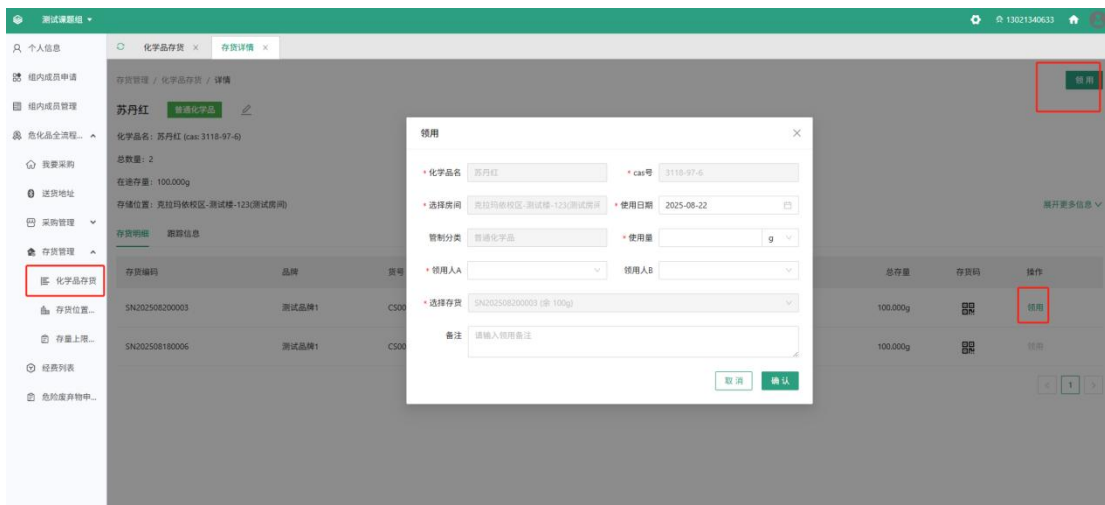 测试课题组
13021340633
个人信息
化学品存货 ×
存货详情 ×
组内成员申请
存货管理 / 化学品存货 / 详情
领 用
组内成员管理
苏丹红 普通化学品
危化品全流程...
化学品名: 苏丹红 (cas: 3118-97-6)
领用
我要采购
总数量: 2
* 化学品名 苏丹红 * cas号 3118-97-6
送货地址
在途存量: 100.000g
存储位置: 克拉玛依校区-测试楼-123(测试房间)
* 选择房间 克拉玛依校区-测试楼-123(测试房间 * 使用日期 2025-08-22
展开更多信息
采购管理
存货明细 跟踪信息
管制分类 普通化学品 * 使用量 g
存货管理
存货编码 品牌 货号
* 领用人A 领用人B
总存量 存货码 操作
化学品存货
* 选择存货 SN202508200003 (余 100g)
存货位置...
SN202508200003 测试品牌1 CS00
100.000g 领用
备注 请输入领用备注
存量上限...
SN202508180006 测试品牌1 CS00
100.000g 领用
经费列表
取 消 确 认
1
危险废弃物申...